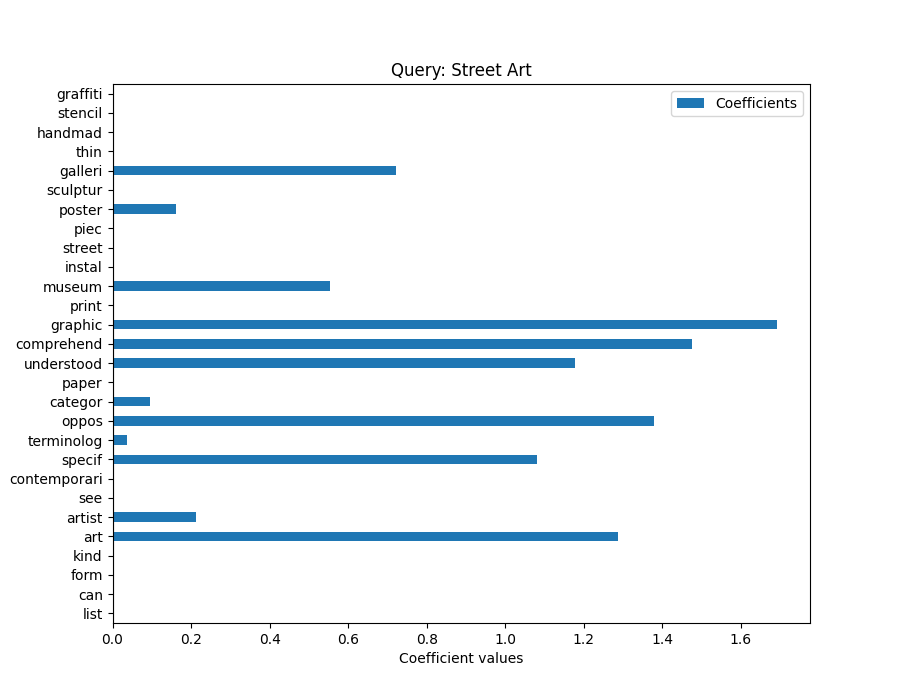 Query: Street Art
Coefficients
graffiti
stencil
handmad
thin
galleri
sculptur
poster
piec
street
instal
museum
print
graphic
comprehend
understood
paper
categor
oppos
terminolog
specif
contemporari
see
artist
art
kind
form
can
list
0.0 0.2 0.4 0.6 0.8 1.0 1.2 1.4 1.6
Coefficient values